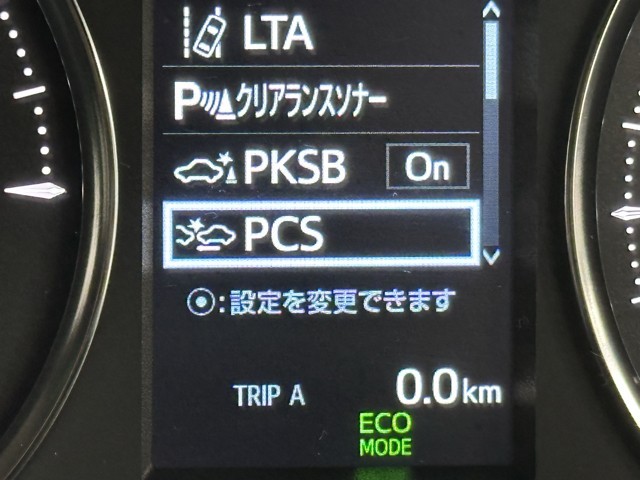 LTA
P クリアランスソナー
PKSB On
PCS
⦿:設定を変更できます
TRIP A 0.0km
ECO
MODE